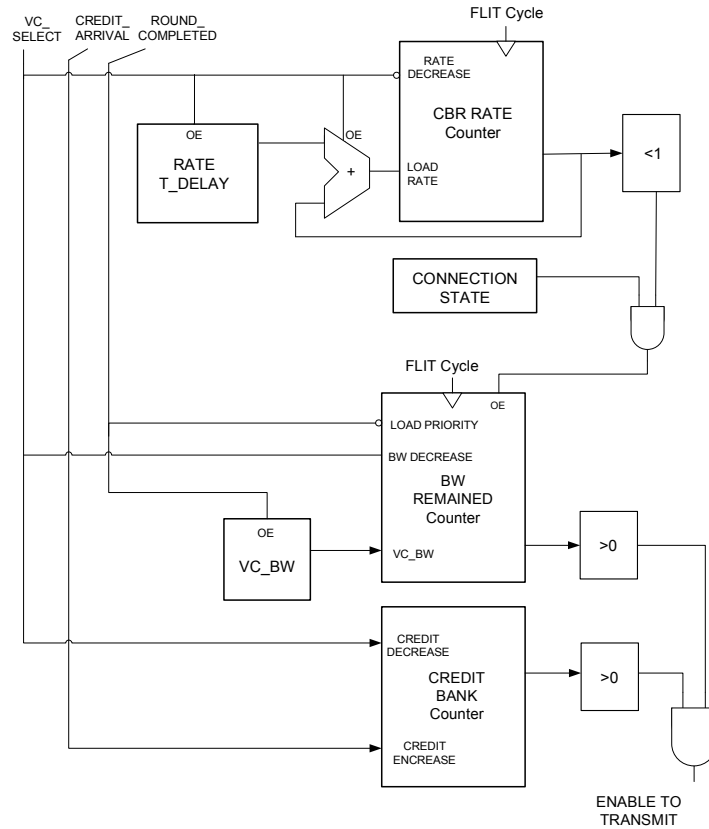 VC_
SELECT
CREDIT_
ARRIVAL
ROUND_
COMPLETED
FLIT Cycle
RATE
DECREASE
CBR RATE
Counter
LOAD
RATE
OE
RATE
T_DELAY
OE
+
<1
CONNECTION
STATE
FLIT Cycle
OE
LOAD PRIORITY
BW DECREASE
BW
REMAINED
Counter
VC_BW
OE
VC_BW
>0
CREDIT
DECREASE
CREDIT
BANK
Counter
CREDIT
ENCREASE
>0
ENABLE TO
TRANSMIT